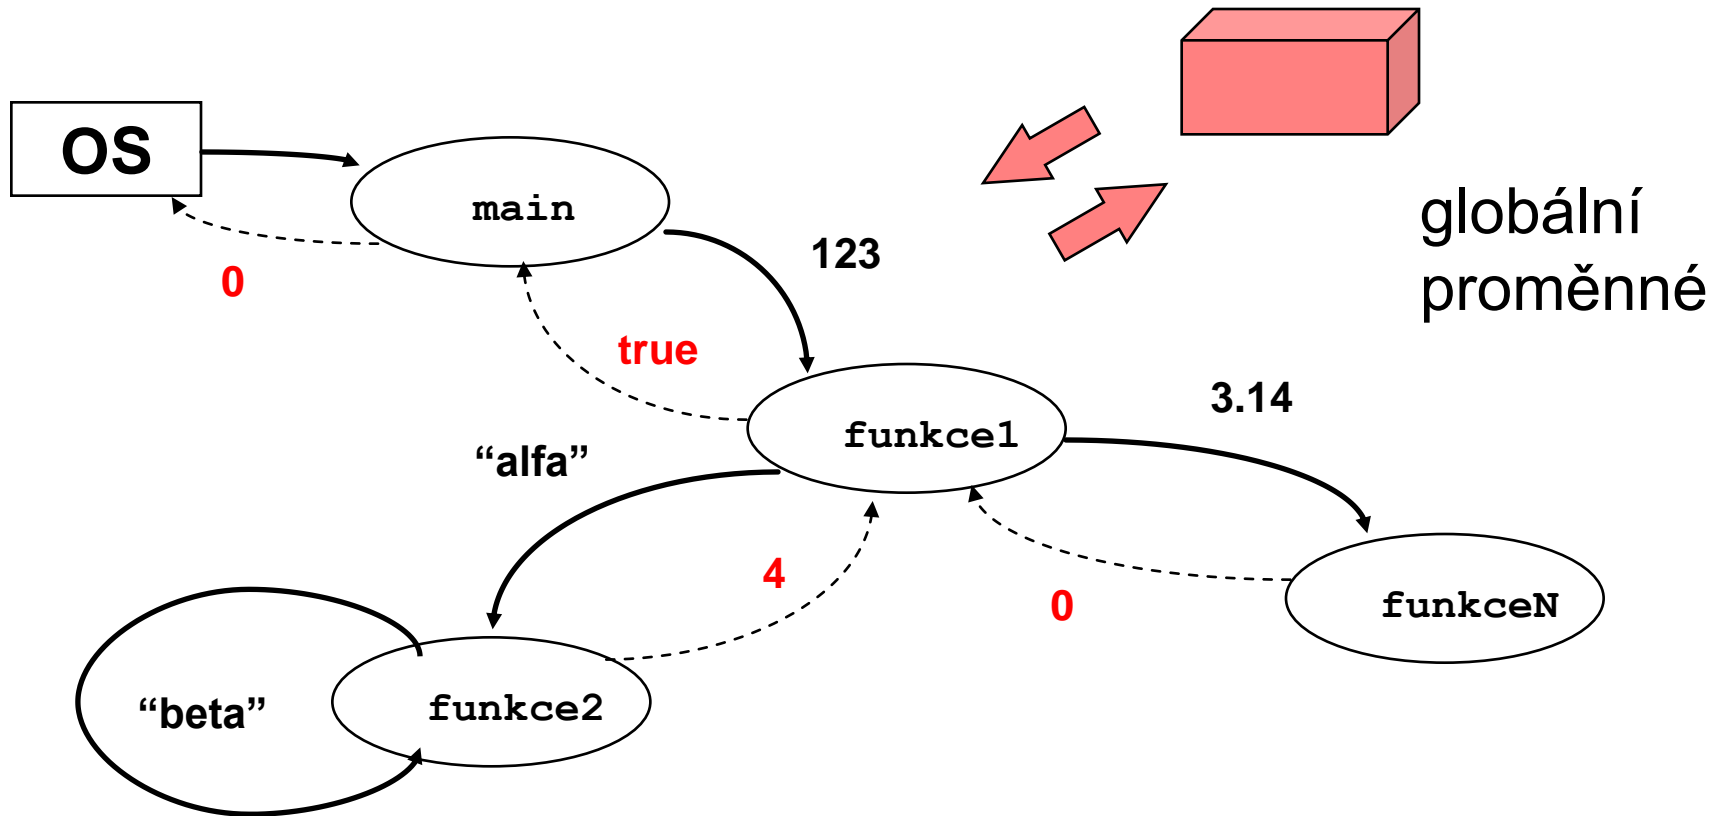 OS
main
globální
proměnné
123
0
true
3.14
funkce1
“alfa”
4
0
funkceN
“beta”
funkce2